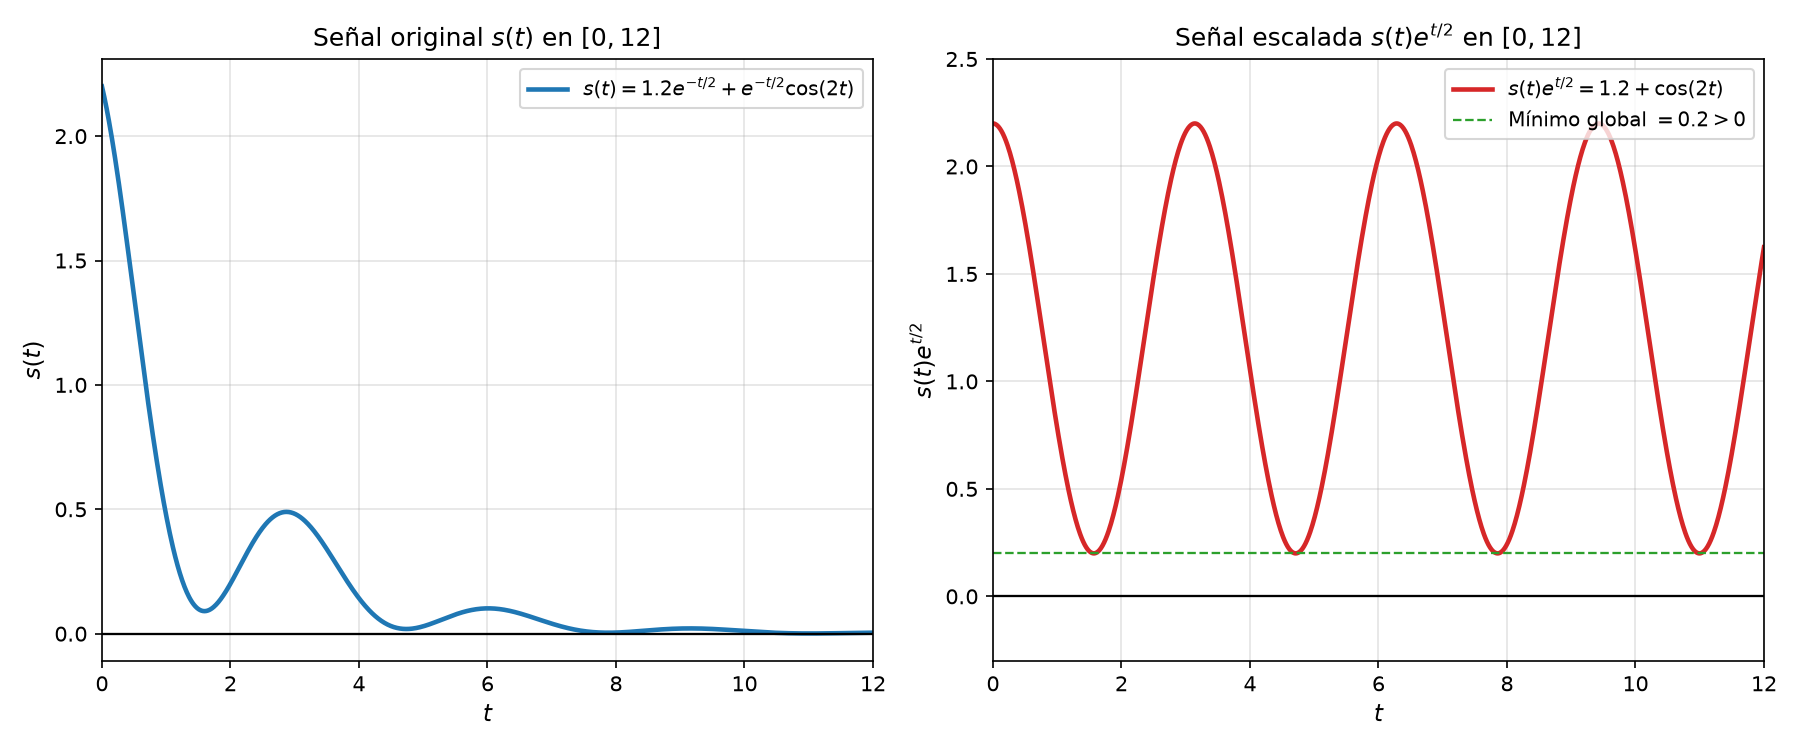 Señal original s(t) en [0, 12]
s(t) = 1.2e^{-t/2} + e^{-t/2}cos(2t)
2.0
1.5
1.0
0.5
0.0
s(t)
0 2 4 6 8 10 12
t
Señal escalada s(t)e^{t/2} en [0, 12]
s(t)e^{t/2} = 1.2 + cos(2t)
Mínimo global = 0.2 > 0
2.5
2.0
1.5
1.0
0.5
0.0
s(t)e^{t/2}
0 2 4 6 8 10 12
t